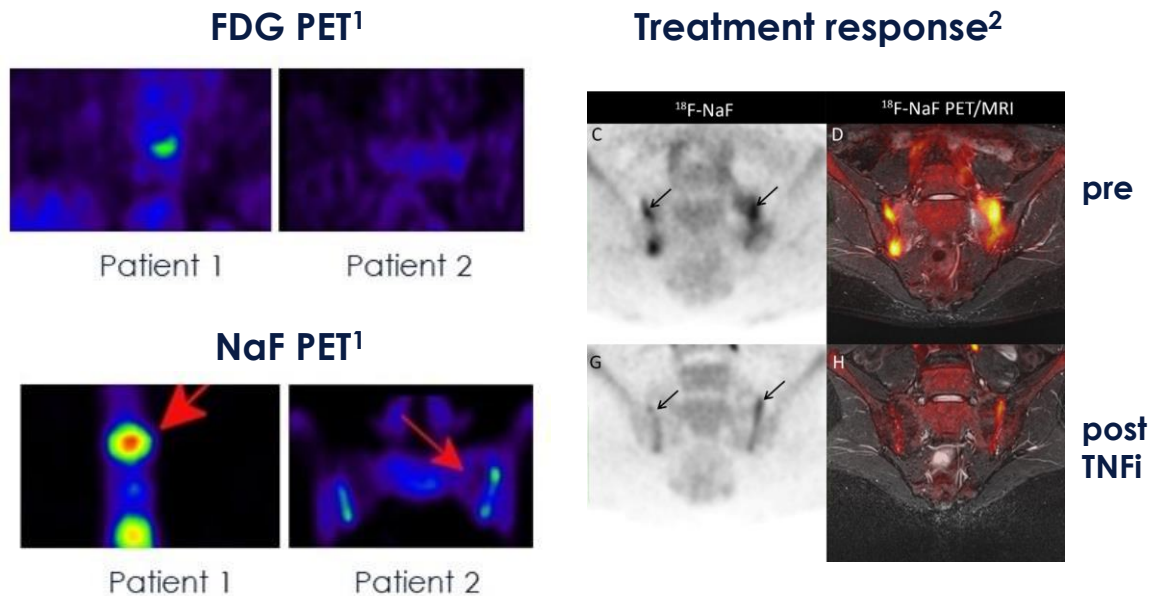 FDG PET¹
Patient 1
Patient 2
NaF PET¹
Patient 1
Patient 2
Treatment response²
¹⁸F-NaF
¹⁸F-NaF PET/MRI
C
D
pre
G
H
post
TNFi